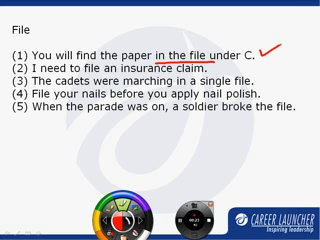 File
(1) You will find the paper in the file under C.
(2) I need to file an insurance claim.
(3) The cadets were marching in a single file.
(4) File your nails before you apply nail polish.
(5) When the parade was on, a soldier broke the file.
CAREER LAUNCHER
Inspiring leadership